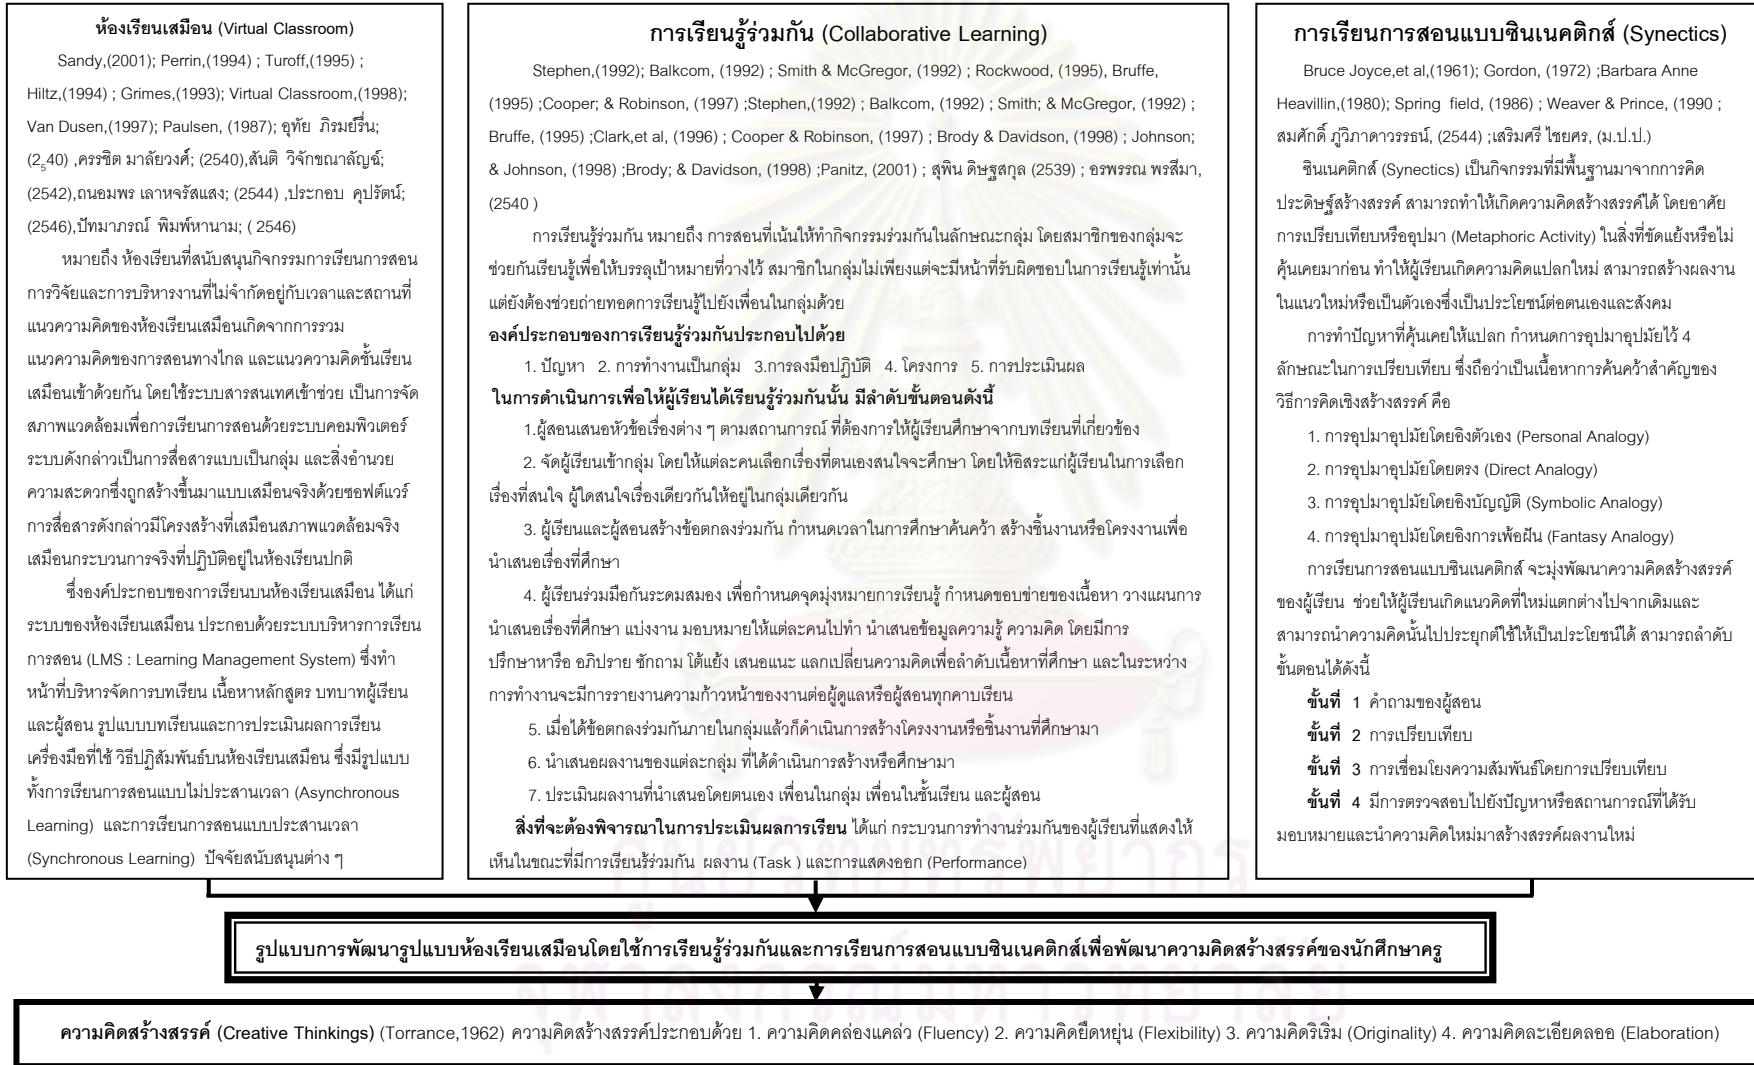 ห้องเรียนเสมือน (Virtual Classroom)
Sandy,(2001); Perrin,(1994) ; Turoff,(1995) ;
Hiltz,(1994) ; Grimes,(1993); Virtual Classroom,(1998);
Van Dusen,(1997); Paulsen, (1987); อุทัย ภิรมย์รื่น;
(2540) ,ครรชิต มาลัยวงศ์; (2540),สันติ วิจักขณาลัญฉ์;
(2542),ถนอมพร เลาหจรัสแสง; (2544) ,ประกอบ คุปรัตน์;
(2546),ปัทมาภรณ์ พิมพ์หานาม; ( 2546)
หมายถึง ห้องเรียนที่สนับสนุนกิจกรรมการเรียนการสอน
การวิจัยและการบริหารงานที่ไม่จำกัดอยู่กับเวลาและสถานที่
แนวความคิดของห้องเรียนเสมือนเกิดจากการรวม
แนวความคิดของการสอนทางไกล และแนวความคิดชั้นเรียน
เสมือนเข้าด้วยกัน โดยใช้ระบบสารสนเทศเข้าช่วย เป็นการจัด
สภาพแวดล้อมเพื่อการเรียนการสอนด้วยระบบคอมพิวเตอร์
ระบบดังกล่าวเป็นการสื่อสารแบบเป็นกลุ่ม และสิ่งอำนวย
ความสะดวกซึ่งถูกสร้างขึ้นมาแบบเสมือนจริงด้วยซอฟต์แวร์
การสื่อสารดังกล่าวมีโครงสร้างที่เสมือนสภาพแวดล้อมจริง
เสมือนกระบวนการจริงที่ปฏิบัติอยู่ในห้องเรียนปกติ
ซึ่งองค์ประกอบของการเรียนบนห้องเรียนเสมือน ได้แก่
ระบบของห้องเรียนเสมือน ประกอบด้วยระบบบริหารการเรียน
การสอน (LMS : Learning Management System) ซึ่งทำ
หน้าที่บริหารจัดการบทเรียน เนื้อหาหลักสูตร บทบาทผู้เรียน
และผู้สอน รูปแบบบทเรียนและการประเมินผลการเรียน
เครื่องมือที่ใช้ วิธีปฏิสัมพันธ์บนห้องเรียนเสมือน ซึ่งมีรูปแบบ
ทั้งการเรียนการสอนแบบไม่ประสานเวลา (Asynchronous
Learning) และการเรียนการสอนแบบประสานเวลา
(Synchronous Learning) ปัจจัยสนับสนุนต่าง ๆ
การเรียนรู้ร่วมกัน (Collaborative Learning)
Stephen,(1992); Balkcom, (1992) ; Smith & McGregor, (1992) ; Rockwood, (1995), Bruffe,
(1995) ;Cooper; & Robinson, (1997) ;Stephen,(1992) ; Balkcom, (1992) ; Smith; & McGregor, (1992) ;
Bruffe, (1995) ;Clark,et al, (1996) ; Cooper & Robinson, (1997) ; Brody & Davidson, (1998) ; Johnson;
& Johnson, (1998) ;Brody; & Davidson, (1998) ;Panitz, (2001) ; สุพิน ดิษฐสกุล (2539) ; อรพรรณ พรสีมา,
(2540 )
การเรียนรู้ร่วมกัน หมายถึง การสอนที่เน้นให้ทำกิจกรรมร่วมกันในลักษณะกลุ่ม โดยสมาชิกของกลุ่มจะ
ช่วยกันเรียนรู้เพื่อให้บรรลุเป้าหมายที่วางไว้ สมาชิกในกลุ่มไม่เพียงแต่จะมีหน้าที่รับผิดชอบในการเรียนรู้เท่านั้น
แต่ยังต้องช่วยถ่ายทอดการเรียนรู้ไปยังเพื่อนในกลุ่มด้วย
องค์ประกอบของการเรียนรู้ร่วมกันประกอบไปด้วย
1. ปัญหา 2. การทำงานเป็นกลุ่ม 3.การลงมือปฏิบัติ 4. โครงการ 5. การประเมินผล
ในการดำเนินการเพื่อให้ผู้เรียนได้เรียนรู้ร่วมกันนั้น มีลำดับขั้นตอนดังนี้
1.ผู้สอนเสนอหัวข้อเรื่องต่าง ๆ ตามสถานการณ์ ที่ต้องการให้ผู้เรียนศึกษาจากบทเรียนที่เกี่ยวข้อง
2. จัดผู้เรียนเข้ากลุ่ม โดยให้แต่ละคนเลือกเรื่องที่ตนเองสนใจจะศึกษา โดยให้อิสระแก่ผู้เรียนในการเลือก
เรื่องที่สนใจ ผู้ใดสนใจเรื่องเดียวกันให้อยู่ในกลุ่มเดียวกัน
3. ผู้เรียนและผู้สอนสร้างข้อตกลงร่วมกัน กำหนดเวลาในการศึกษาค้นคว้า สร้างชิ้นงานหรือโครงงานเพื่อ
นำเสนอเรื่องที่ศึกษา
4. ผู้เรียนร่วมมือกันระดมสมอง เพื่อกำหนดจุดมุ่งหมายการเรียนรู้ กำหนดขอบข่ายของเนื้อหา วางแผนการ
นำเสนอเรื่องที่ศึกษา แบ่งงาน มอบหมายให้แต่ละคนไปทำ นำเสนอข้อมูลความรู้ ความคิด โดยมีการ
ปรึกษาหารือ อภิปราย ซักถาม โต้แย้ง เสนอแนะ แลกเปลี่ยนความคิดเพื่อลำดับเนื้อหาที่ศึกษา และในระหว่าง
การทำงานจะมีการรายงานความก้าวหน้าของงานต่อผู้ดูแลหรือผู้สอนทุกคาบเรียน
5. เมื่อได้ข้อตกลงร่วมกันภายในกลุ่มแล้วก็ดำเนินการสร้างโครงงานหรือชิ้นงานที่ศึกษามา
6. นำเสนอผลงานของแต่ละกลุ่ม ที่ได้ดำเนินการสร้างหรือศึกษามา
7. ประเมินผลงานที่นำเสนอโดยตนเอง เพื่อนในกลุ่ม เพื่อนในชั้นเรียน และผู้สอน
สิ่งที่จะต้องพิจารณาในการประเมินผลการเรียน ได้แก่ กระบวนการทำงานร่วมกันของผู้เรียนที่แสดงให้
เห็นในขณะที่มีการเรียนรู้ร่วมกัน ผลงาน (Task ) และการแสดงออก (Performance)
การเรียนการสอนแบบซินเนคติกส์ (Synectics)
Bruce Joyce,et al,(1961); Gordon, (1972) ;Barbara Anne
Heavillin,(1980); Spring field, (1986) ; Weaver & Prince, (1990 ;
สมศักดิ์ ภู่วิภาดาวรรธน์, (2544) ;เสริมศรี ไชยศร, (ม.ป.ป.)
ซินเนคติกส์ (Synectics) เป็นกิจกรรมที่มีพื้นฐานมาจากการคิด
ประดิษฐ์สร้างสรรค์ สามารถทำให้เกิดความคิดสร้างสรรค์ได้ โดยอาศัย
การเปรียบเทียบหรืออุปมา (Metaphoric Activity) ในสิ่งที่ขัดแย้งหรือไม่
คุ้นเคยมาก่อน ทำให้ผู้เรียนเกิดความคิดแปลกใหม่ สามารถสร้างผลงาน
ในแนวใหม่หรือเป็นตัวเองซึ่งเป็นประโยชน์ต่อตนเองและสังคม
การทำปัญหาที่คุ้นเคยให้แปลก กำหนดการอุปมาอุปมัยไว้ 4
ลักษณะในการเปรียบเทียบ ซึ่งถือว่าเป็นเนื้อหาการค้นคว้าสำคัญของ
วิธีการคิดเชิงสร้างสรรค์ คือ
1. การอุปมาอุปมัยโดยอิงตัวเอง (Personal Analogy)
2. การอุปมาอุปมัยโดยตรง (Direct Analogy)
3. การอุปมาอุปมัยโดยอิงบัญญัติ (Symbolic Analogy)
4. การอุปมาอุปมัยโดยอิงการเพ้อฝัน (Fantasy Analogy)
การเรียนการสอนแบบซินเนคติกส์ จะมุ่งพัฒนาความคิดสร้างสรรค์
ของผู้เรียน ช่วยให้ผู้เรียนเกิดแนวคิดที่ใหม่แตกต่างไปจากเดิมและ
สามารถนำความคิดนั้นไปประยุกต์ใช้ให้เป็นประโยชน์ได้ สามารถลำดับ
ขั้นตอนได้ดังนี้
ขั้นที่ 1 คำถามของผู้สอน
ขั้นที่ 2 การเปรียบเทียบ
ขั้นที่ 3 การเชื่อมโยงความสัมพันธ์โดยการเปรียบเทียบ
ขั้นที่ 4 มีการตรวจสอบไปยังปัญหาหรือสถานการณ์ที่ได้รับ
มอบหมายและนำความคิดใหม่มาสร้างสรรค์ผลงานใหม่
ศูนย์วิทยทรัพยากร
รูปแบบการพัฒนารูปแบบห้องเรียนเสมือนโดยใช้การเรียนรู้ร่วมกันและการเรียนการสอนแบบซินเนคติกส์เพื่อพัฒนาความคิดสร้างสรรค์ของนักศึกษาครู
จุฬาลงกรณ์มหาวิทยาลัย
ความคิดสร้างสรรค์ (Creative Thinkings) (Torrance,1962) ความคิดสร้างสรรค์ประกอบด้วย 1. ความคิดคล่องแคล่ว (Fluency) 2. ความคิดยืดหยุ่น (Flexibility) 3. ความคิดริเริ่ม (Originality) 4. ความคิดละเอียดลออ (Elaboration)